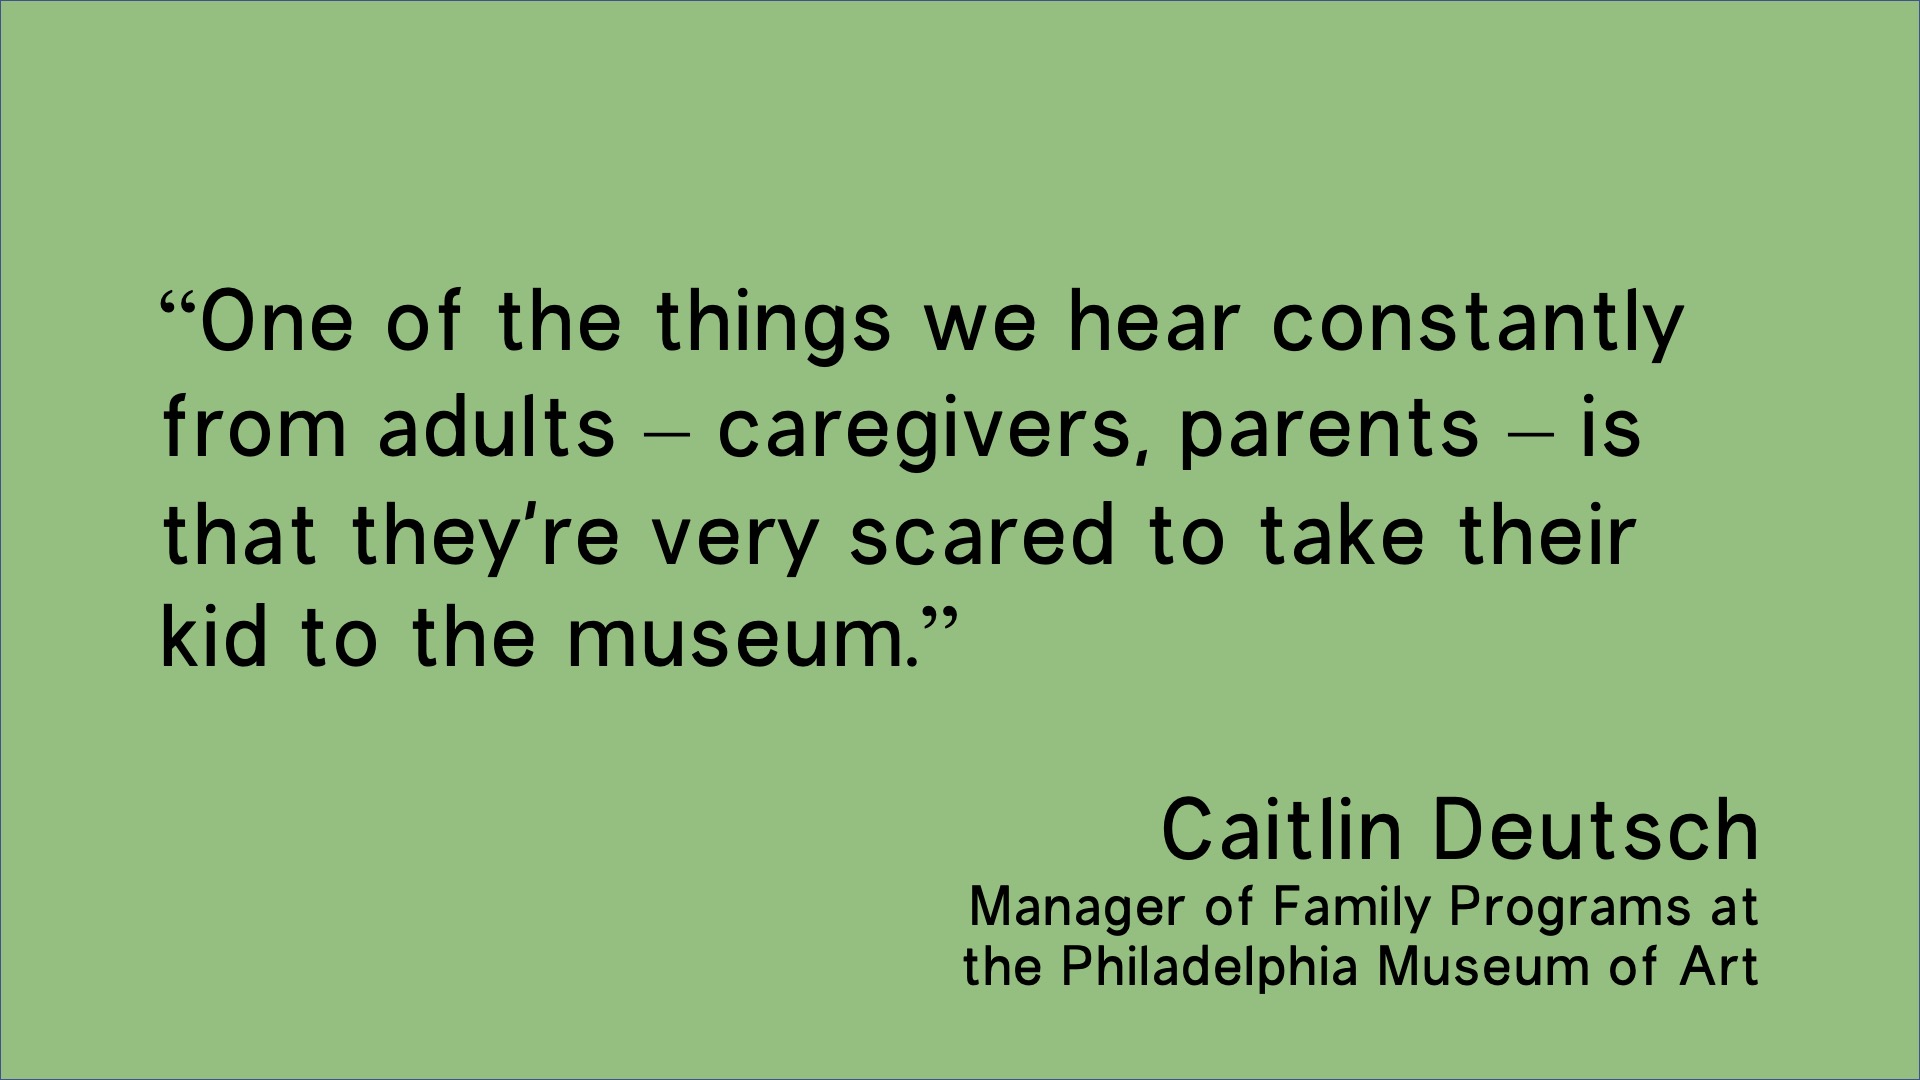 “One of the things we hear constantly
from adults – caregivers, parents – is
that they’re very scared to take their
kid to the museum.”
Caitlin Deutsch
Manager of Family Programs at
the Philadelphia Museum of Art